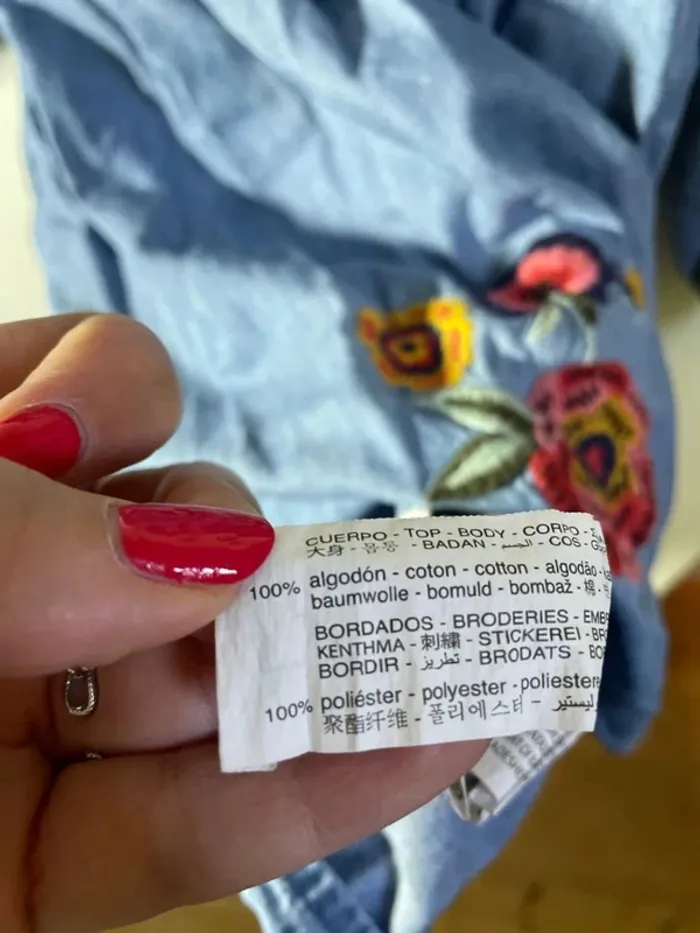 CUERPO - TOP - BODY - CORPO -
大身 - 몸통 - BADAN - الجسم - COS -
100% algodón - coton - cotton - algodão -
baumwolle - bomuld - bombaž - 棉 -
BORDADOS - BRODERIES -
KENTHMA - 刺繡 - STICKEREI -
BORDIR - تطريز - BRODATS -
100% poliéster - polyester - poliestere
聚酯纤维 - 폴리에스터 -